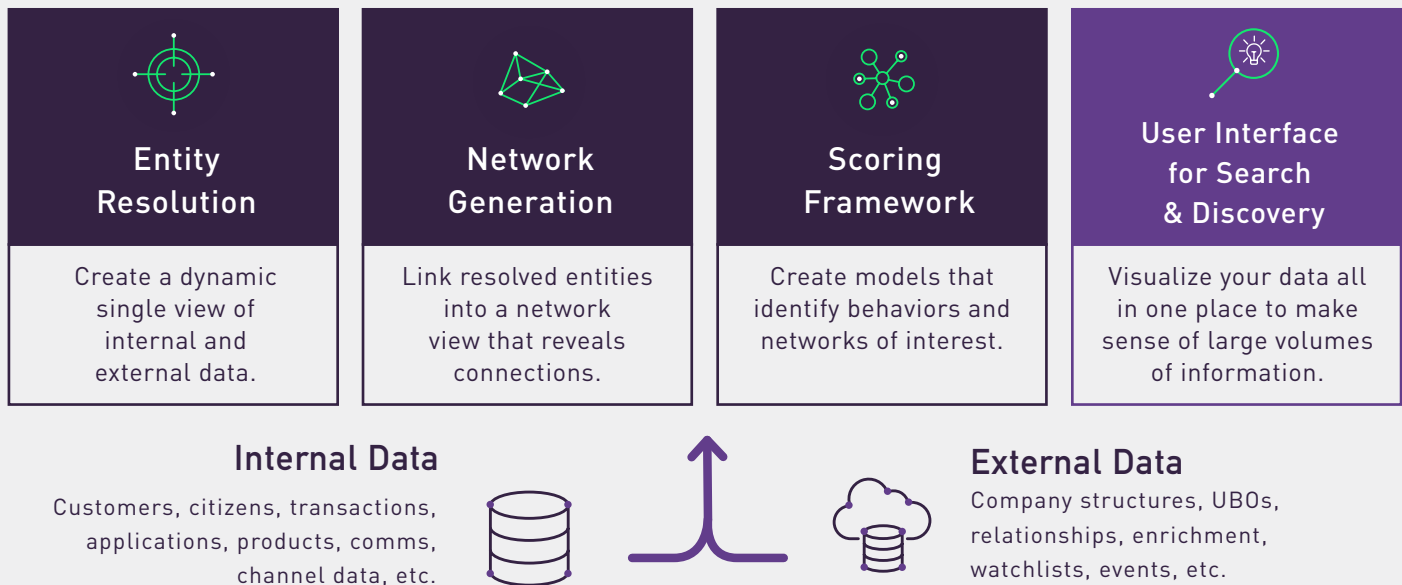 Entity
Resolution
Create a dynamic
single view of
internal and
external data.
Network
Generation
Link resolved entities
into a network
view that reveals
connections.
Scoring
Framework
Create models that
identify behaviors and
networks of interest.
User Interface
for Search
& Discovery
Visualize your data all
in one place to make
sense of large volumes
of information.
Internal Data
Customers, citizens, transactions,
applications, products, comms,
channel data, etc.
External Data
Company structures, UBOs,
relationships, enrichment,
watchlists, events, etc.